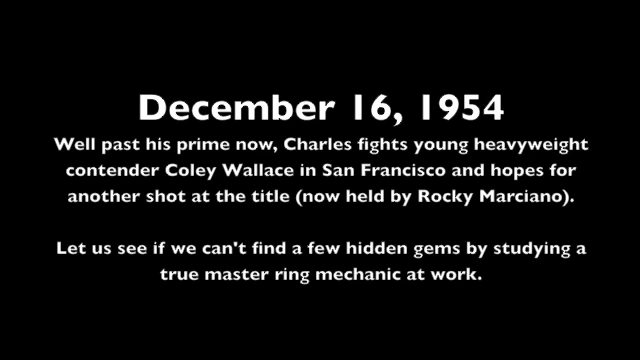 December 16, 1954
Well past his prime now, Charles fights young heavyweight
contender Coley Wallace in San Francisco and hopes for
another shot at the title (now held by Rocky Marciano).
Let us see if we can't find a few hidden gems by studying a
true master ring mechanic at work.